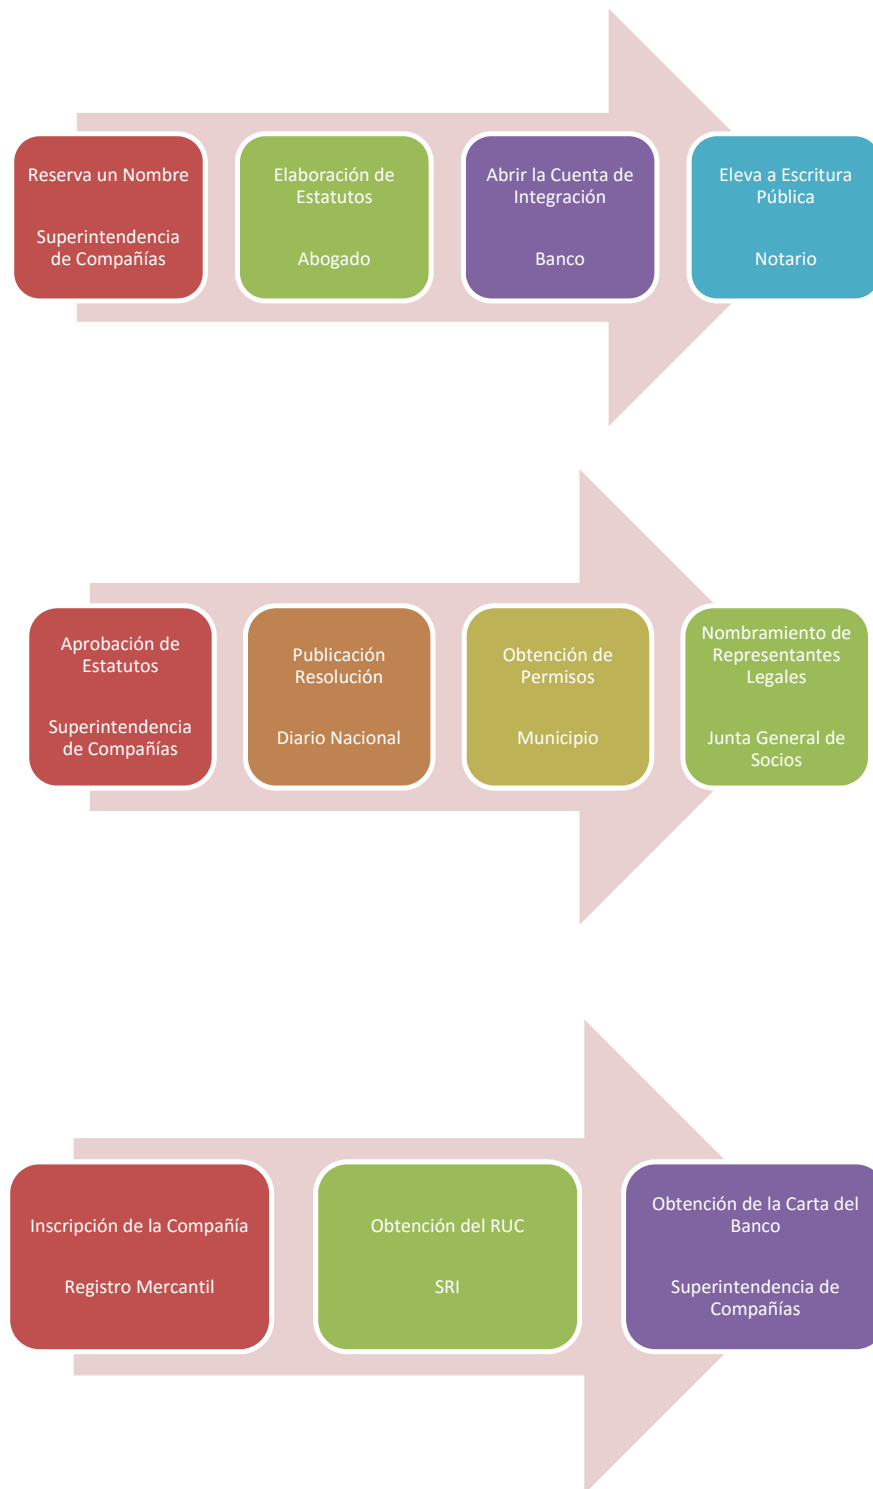 Reserva un Nombre
Superintendencia
de Compañías
Elaboración de
Estatutos
Abogado
Abrir la Cuenta de
Integración
Banco
Eleva a Escritura
Pública
Notario
Aprobación de
Estatutos
Superintendencia
de Compañías
Publicación
Resolución
Diario Nacional
Obtención de
Permisos
Municipio
Nombramiento de
Representantes
Legales
Junta General de
Socios
Inscripción de la Compañía
Registro Mercantil
Obtención del RUC
SRI
Obtención de la Carta del
Banco
Superintendencia de
Compañías